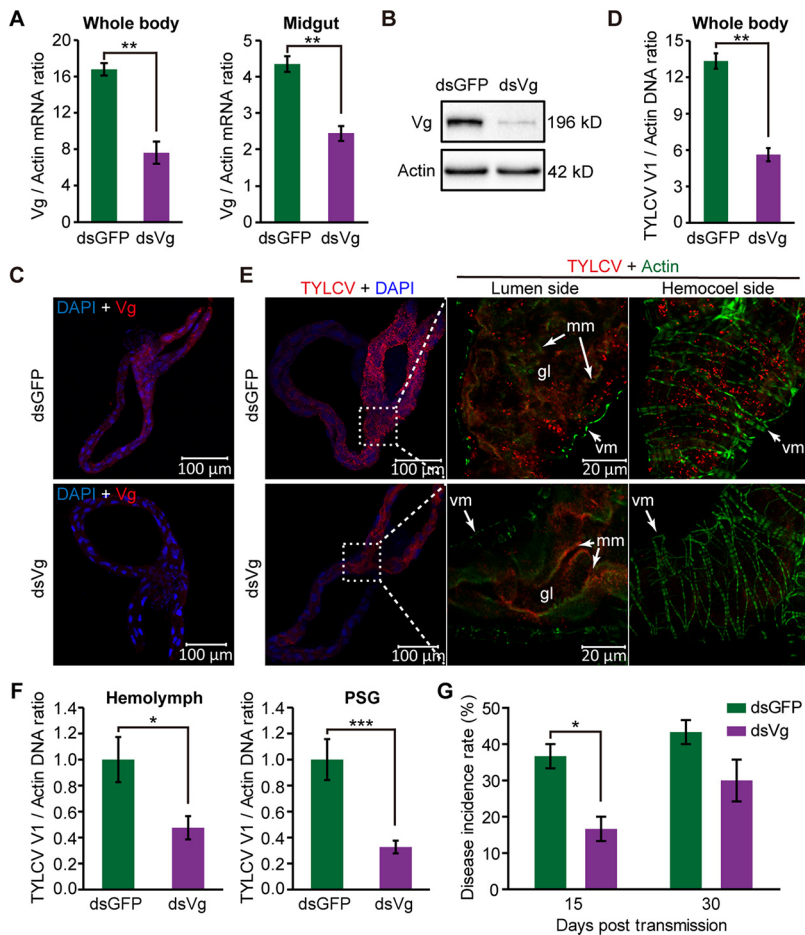 A
Whole body
Vg / Actin mRNA ratio
20
16
12
8
4
0
**
dsGFP
dsVg
Midgut
Vg / Actin mRNA ratio
5
4
3
2
1
0
**
dsGFP
dsVg
B
dsGFP dsVg
Vg
196 kD
Actin
42 kD
D
Whole body
TYLCV V1 / Actin DNA ratio
15
12
9
6
3
0
**
dsGFP
dsVg
C
dsGFP
DAPI + Vg
100 µm
dsVg
DAPI + Vg
100 µm
E
TYLCV + DAPI
TYLCV + Actin
Lumen side
Hemocoel side
dsGFP
100 µm
mm
gl
vm
20 µm
vm
dsVg
100 µm
vm
mm
gl
20 µm
vm
F
Hemolymph
TYLCV V1 / Actin DNA ratio
1.4
1.2
1.0
0.8
0.6
0.4
0.2
0.0
*
dsGFP
dsVg
PSG
TYLCV V1 / Actin DNA ratio
1.4
1.2
1.0
0.8
0.6
0.4
0.2
0.0
***
dsGFP
dsVg
G
Disease incidence rate (%)
50
40
30
20
10
0
*
dsGFP
dsVg
15
30
Days post transmission